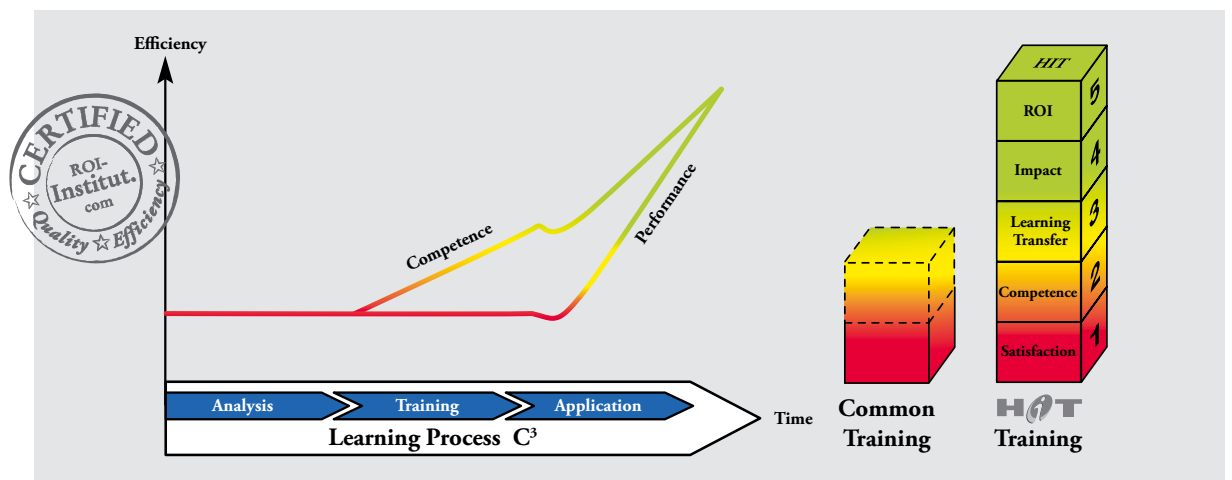 Efficiency
CERTIFIED
ROI-
Institut.
com
Quality Efficiency
Competence
Performance
Analysis
Training
Application
Learning Process C³
Time
HIT
ROI
5
Impact
4
Learning
Transfer
3
Competence
2
Satisfaction
1
Common
Training
HiT
Training